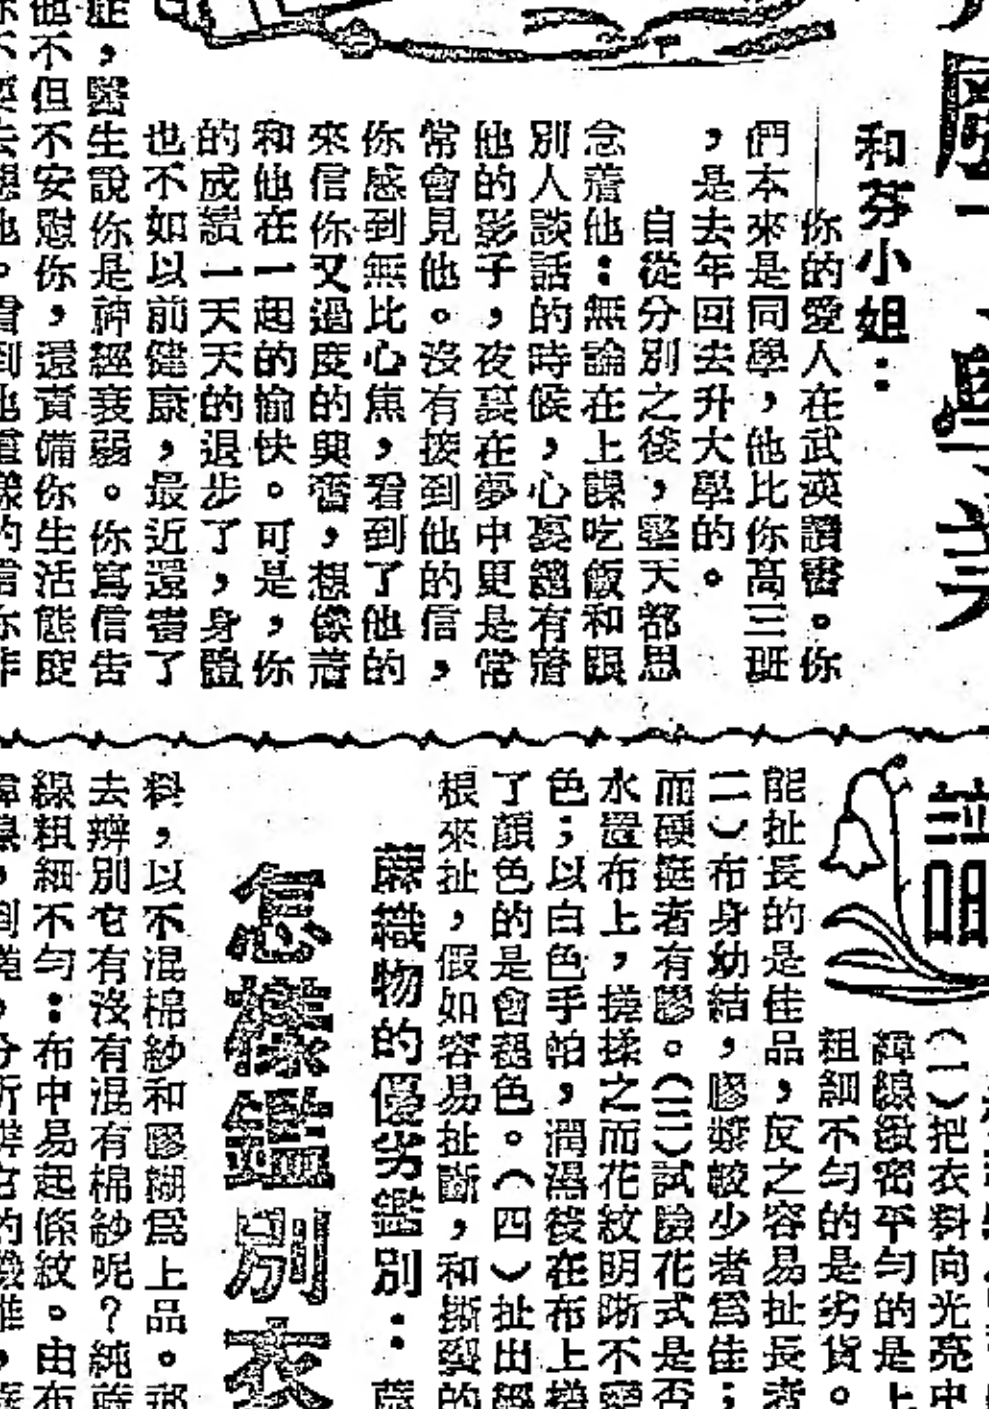 和芬小姐：
你的愛人在武漢讀書。你
們本來是同學，他比你高三班
，是去年回去升大學的。
自從分別之後，整天都思
念着他：無論在上課吃飯和跟
別人談話的時候，心裏總有着
他的影子，夜裏在夢中更是常
常會見他。沒有接到他的信，
你感到無比心焦，看到了他的
來信你又過度的興奮，想像着
和他在一起的愉快。可是，你
的成績一天天的退步了，身體
也不如以前健康，最近還害了
症，醫生說你是神經衰弱。你寫信告
他不但不安慰你，還責備你生活態度
能扯長的是佳品，反之容易扯長者
二）布身幼結，膠漿較少者爲佳；
而硬挺者有膠。（三）試驗花式是否
水置布上，搓揉之而花紋明晰不變
色；以白色手帕，潤濕後在布上搓
了顏色的是會褪色。（四）扯出經
根來扯，假如容易扯斷，和撕裂的
（一）把衣料向光亮中
緯線緻密平勻的是上
粗細不勻的是劣貨。
蔴織物的優劣鑑別：蔴
怎樣鑑別衣
料，以不混棉紗和膠糊爲上品。那
去辨別它有沒有混有棉紗呢？純蔴
線粗細不勻：布中易起條紋。由布